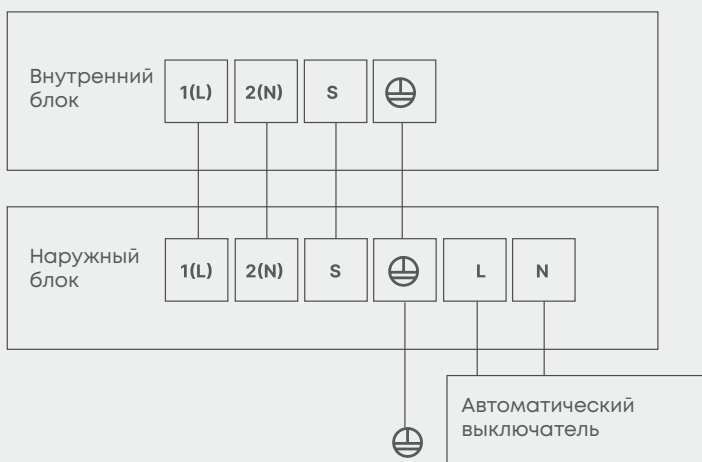 Внутренний
блок
1(L) 2(N) S
Наружный
блок
1(L) 2(N) S L N
Автоматический
выключатель